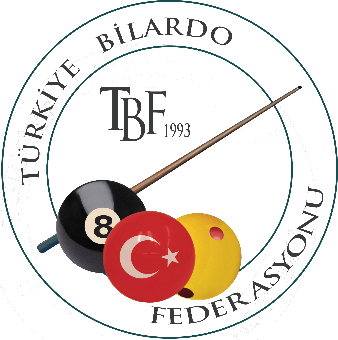 TÜRKİYE BİLARDO
FEDERASYONU
TBF 1993
8